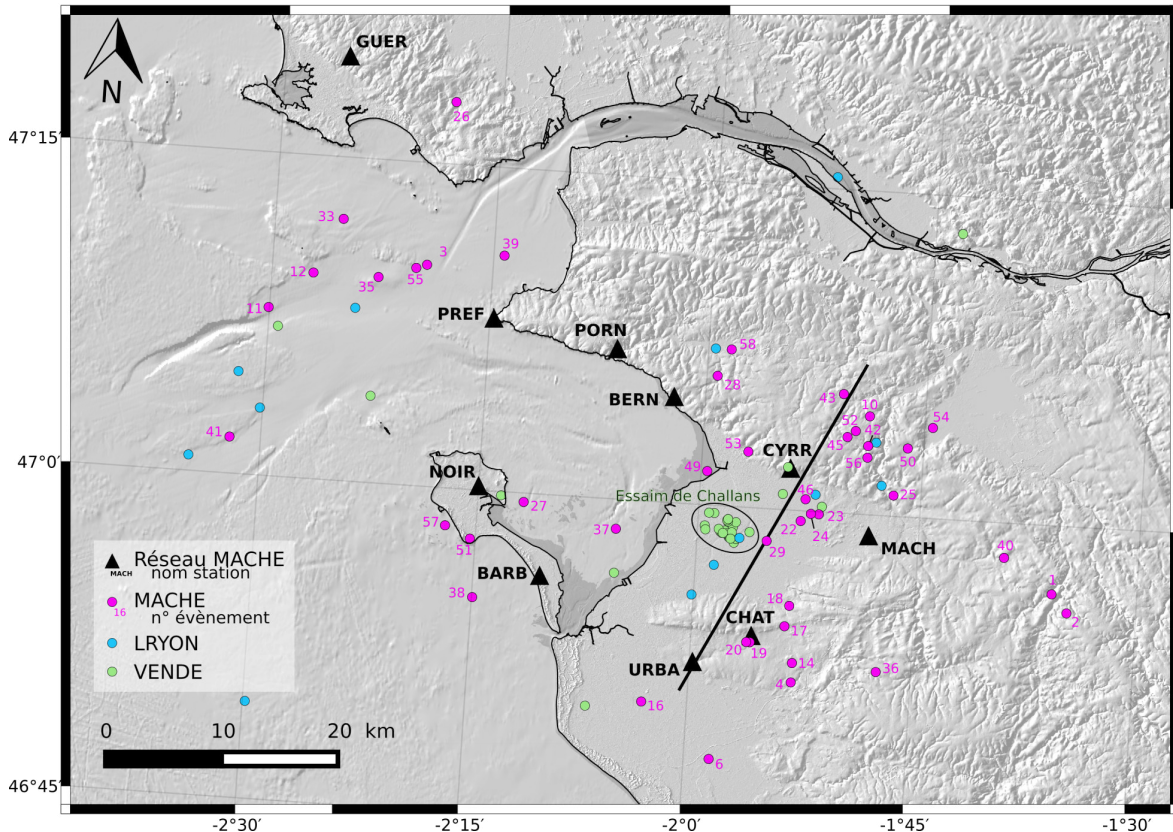 GUER
26
47°15′
33
39
3
12
55
35
11
PREF
PORN
58
28
BERN
43
10
54
52
42
45
41
53
CYRR
56
50
47°0′
49
NOIR
46
25
Essaim de Challans
27
23
57
37
22
24
51
29
MACH
40
Réseau MACHE
MACH nom station
BARB
1
MACHE
38
18
2
16 n° évènement
CHAT
17
LRYON
20
19
VENDE
URBA
14
36
4
16
0 10 20 km
6
46°45′
-2°30′ -2°15′ -2°0′ -1°45′ -1°30′
N